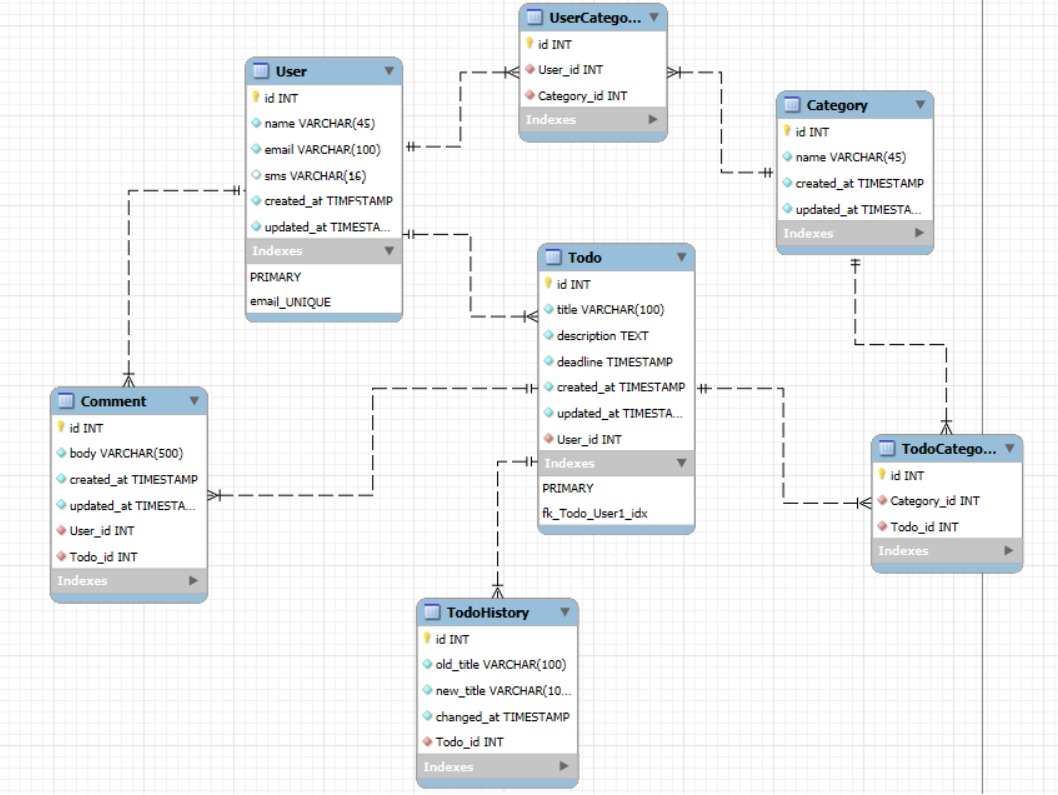 UserCatego...
id INT
User_id INT
Category_id INT
Indexes
User
id INT
name VARCHAR(45)
email VARCHAR(100)
sms VARCHAR(16)
created_at TIMESTAMP
updated_at TIMESTA...
Indexes
PRIMARY
email_UNIQUE
Category
id INT
name VARCHAR(45)
created_at TIMESTAMP
updated_at TIMESTA...
Indexes
Todo
id INT
title VARCHAR(100)
description TEXT
deadline TIMESTAMP
created_at TIMESTAMP
updated_at TIMESTA...
User_id INT
Indexes
PRIMARY
fk_Todo_User1_idx
Comment
id INT
body VARCHAR(500)
created_at TIMESTAMP
updated_at TIMESTA...
User_id INT
Todo_id INT
Indexes
TodoCatego...
id INT
Category_id INT
Todo_id INT
Indexes
TodoHistory
id INT
old_title VARCHAR(100)
new_title VARCHAR(10...
changed_at TIMESTAMP
Todo_id INT
Indexes